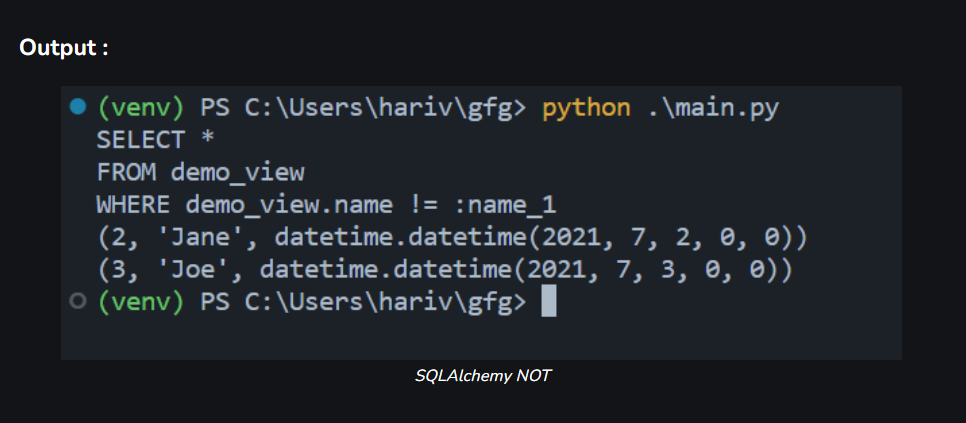 Output :
(venv) PS C:\Users\hariv\gfg> python .\main.py
SELECT *
FROM demo_view
WHERE demo_view.name != :name_1
(2, 'Jane', datetime.datetime(2021, 7, 2, 0, 0))
(3, 'Joe', datetime.datetime(2021, 7, 3, 0, 0))
(venv) PS C:\Users\hariv\gfg>
SQLAlchemy NOT